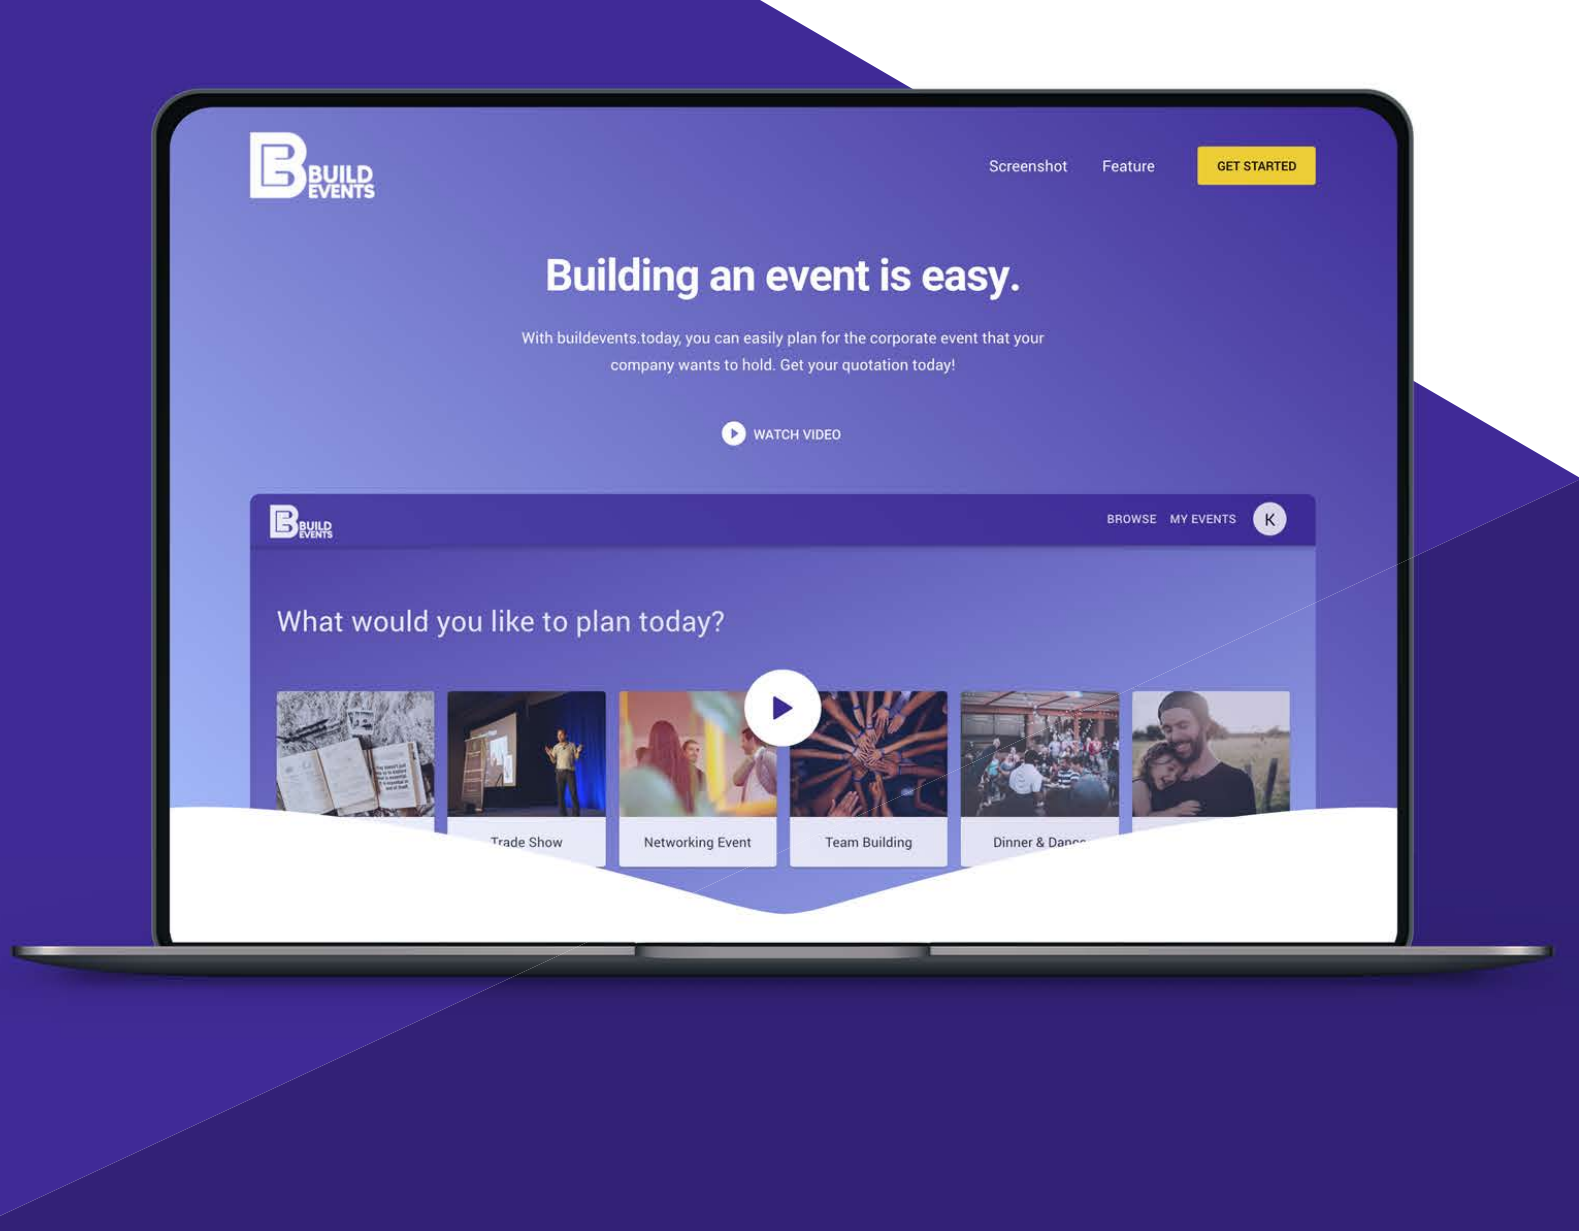 BUILD
EVENTS
Screenshot
Feature
GET STARTED
Building an event is easy.
With buildevents.today, you can easily plan for the corporate event that your
company wants to hold. Get your quotation today!
WATCH VIDEO
BUILD
EVENTS
BROWSE
MY EVENTS
K
What would you like to plan today?
Trade Show
Networking Event
Team Building
Dinner & Dance